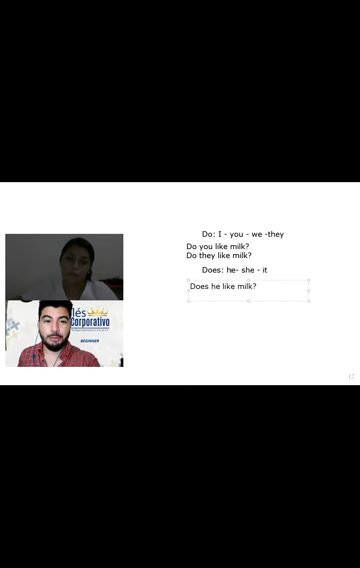 Do: I - you - we -they
Do you like milk?
Do they like milk?
Does: he- she - it
Does he like milk?
lés
Corporativo
BEGINNER